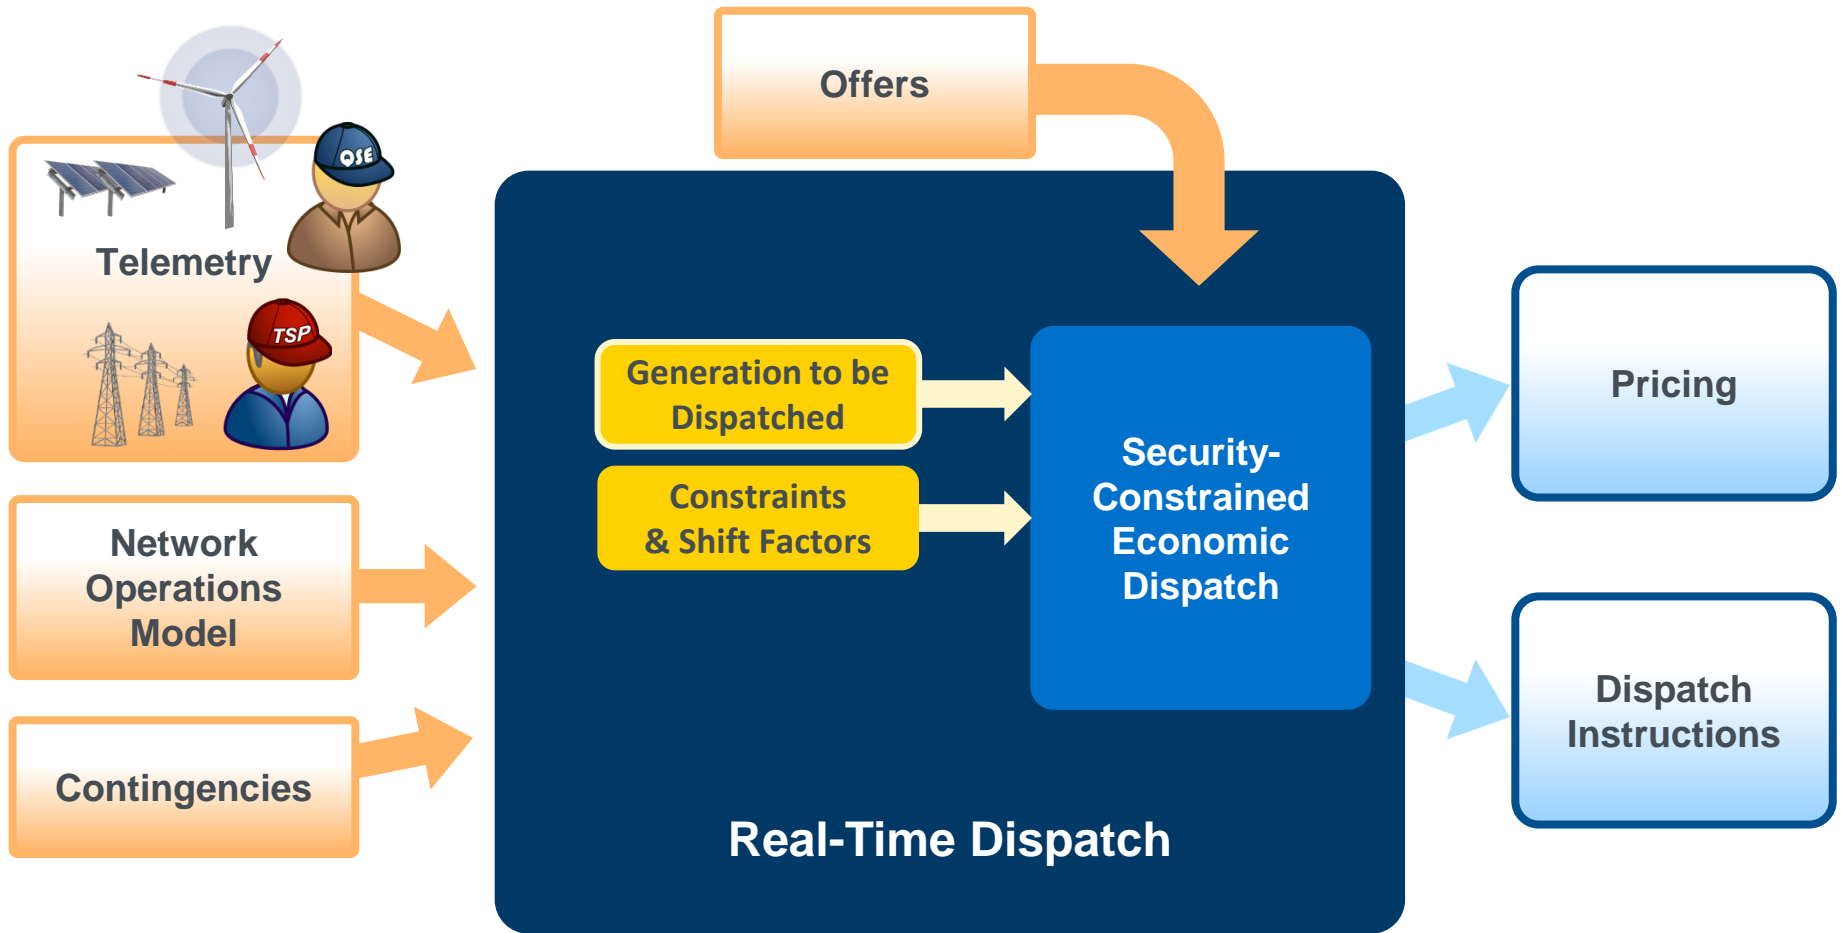 Offers
QSE
Telemetry
TSP
Network
Operations
Model
Contingencies
Generation to be
Dispatched
Constraints
& Shift Factors
Security-
Constrained
Economic
Dispatch
Real-Time Dispatch
Pricing
Dispatch
Instructions